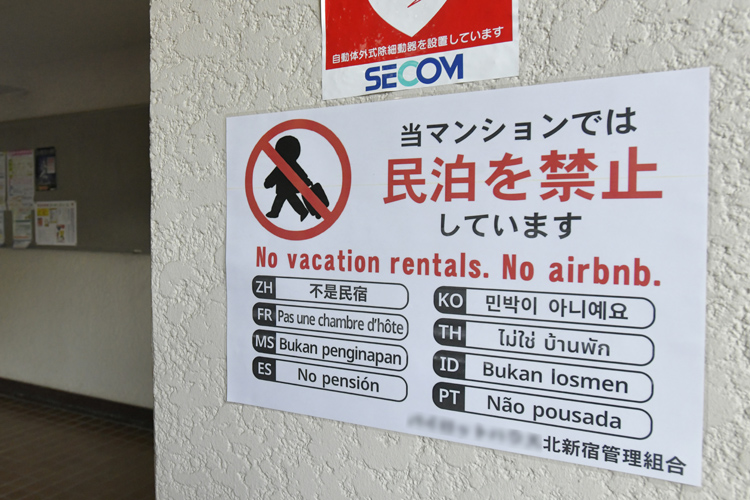 自動体外式除細動器を設置しています
SECOM
当マンションでは
民泊を禁止
しています
No vacation rentals. No airbnb.
ZH 不是民宿
FR Pas une chambre d'hôte
MS Bukan penginapan
ES No pensión
KO 민박이 아니예요
TH ไม่ใช่ บ้านพัก
ID Bukan losmen
PT Não pousada
北新宿管理組合